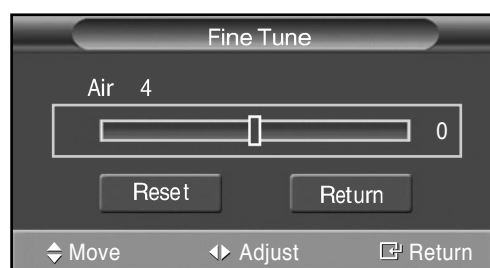 Fine Tune
Air 4
0
Reset Return
Move Adjust Return